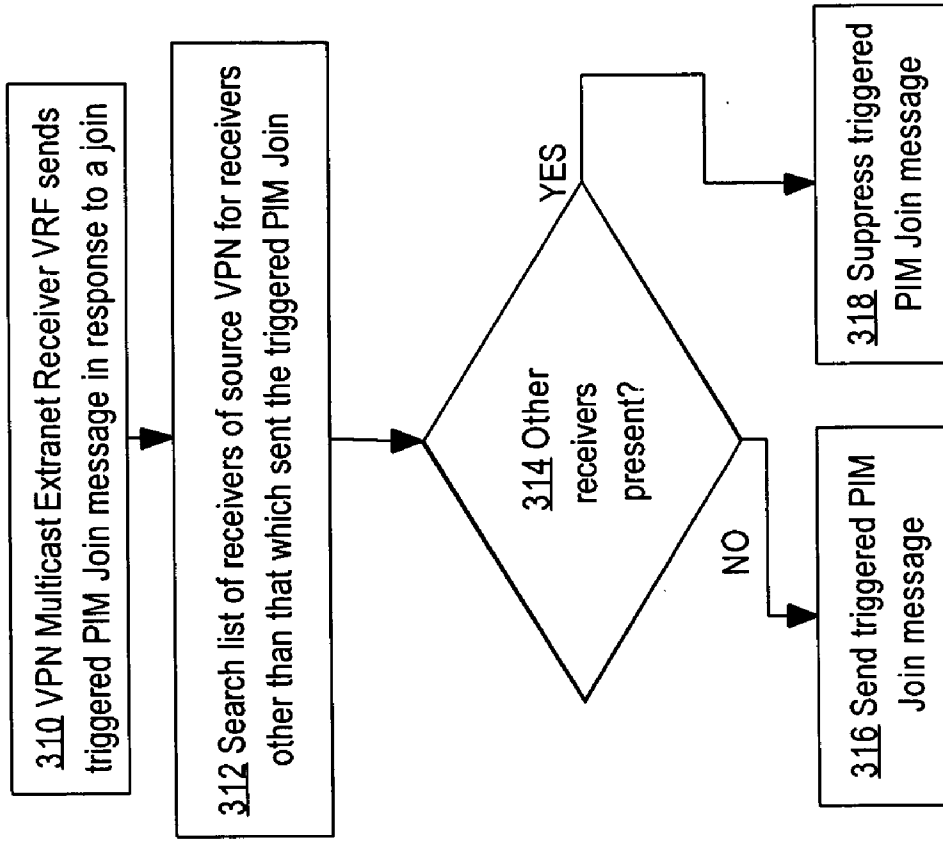 310 VPN Multicast Extranet Receiver VRF sends
triggered PIM Join message in response to a join
312 Search list of receivers of source VPN for receivers
other than that which sent the triggered PIM Join
314 Other
receivers
present?
YES
NO
316 Send triggered PIM
Join message
318 Suppress triggered
PIM Join message